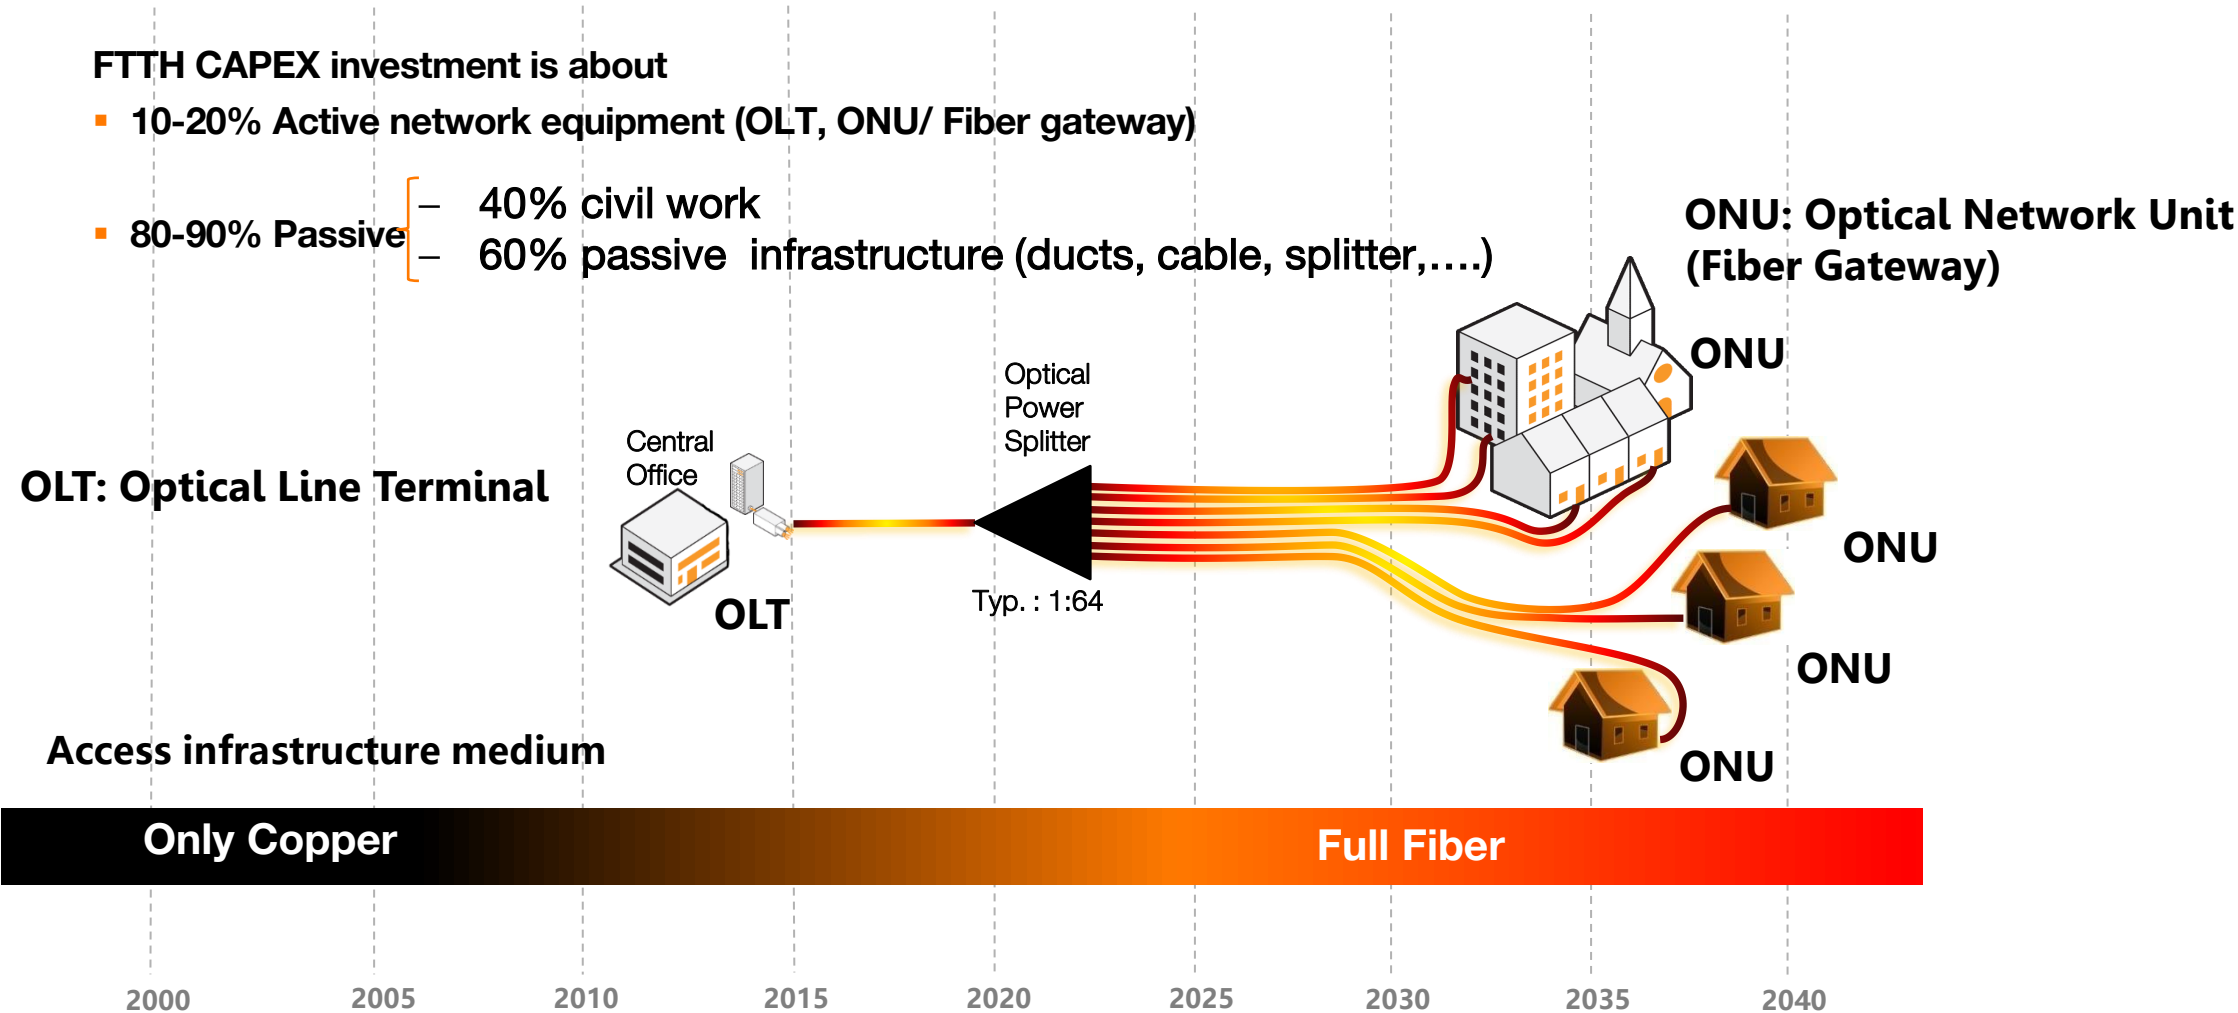 FTTH CAPEX investment is about
▪ 10-20% Active network equipment (OLT, ONU/ Fiber gateway)
▪ 80-90% Passive
– 40% civil work
– 60% passive infrastructure (ducts, cable, splitter,….)
ONU: Optical Network Unit
(Fiber Gateway)
ONU
Optical
Power
Splitter
Central
Office
OLT: Optical Line Terminal
ONU
Typ. : 1:64
OLT
ONU
Access infrastructure medium
ONU
Only Copper
Full Fiber
2000 2005 2010 2015 2020 2025 2030 2035 2040